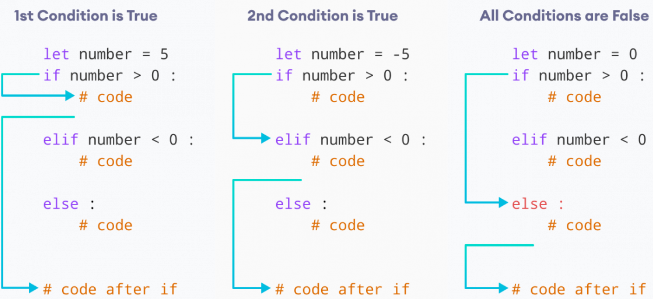 1st Condition is True
let number = 5
if number > 0 :
# code
elif number < 0 :
# code
else :
# code
# code after if
2nd Condition is True
let number = -5
if number > 0 :
# code
elif number < 0 :
# code
else :
# code
# code after if
All Conditions are False
let number = 0
if number > 0 :
# code
elif number < 0
# code
else :
# code
# code after if